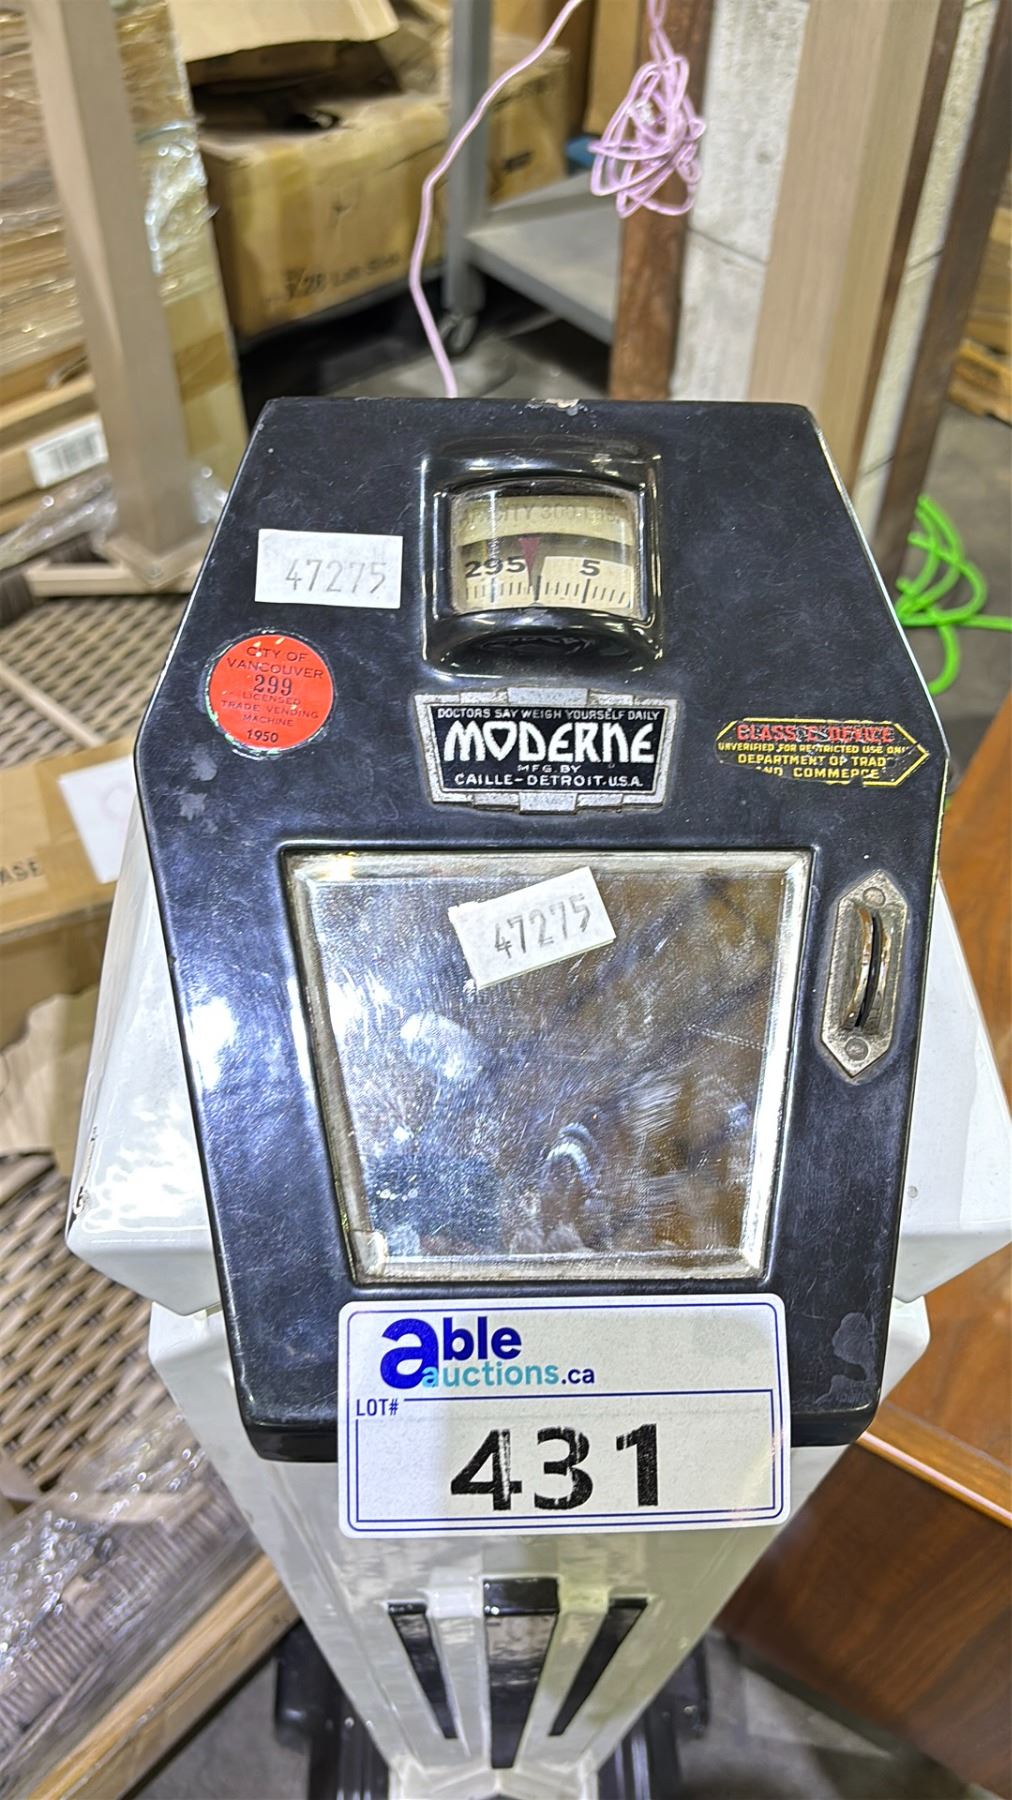 47275
295 5
CITY OF
VANCOUVER
299
LICENSED
TRADE VENDING
MACHINE
1950
DOCTORS SAY WEIGH YOURSELF DAILY
MODERNE
MFG. BY
CAILLE-DETROIT. U.S.A.
CLASS C DEVICE
UNVERIFIED FOR RESTRICTED USE ONLY
DEPARTMENT OF TRADE
AND COMMERCE
47275
able
auctions.ca
LOT#
431